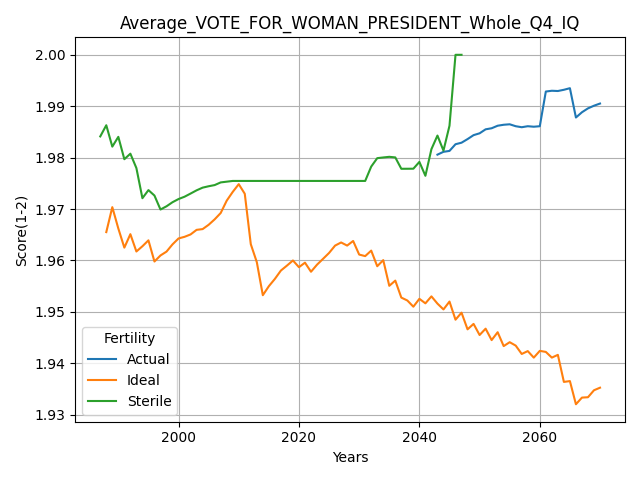 Average_VOTE_FOR_WOMAN_PRESIDENT_Whole_Q4_IQ
2.00
1.99
1.98
1.97
1.96
1.95
1.94
1.93
Score(1-2)
Fertility
Actual
Ideal
Sterile
2000
2020
2040
2060
Years